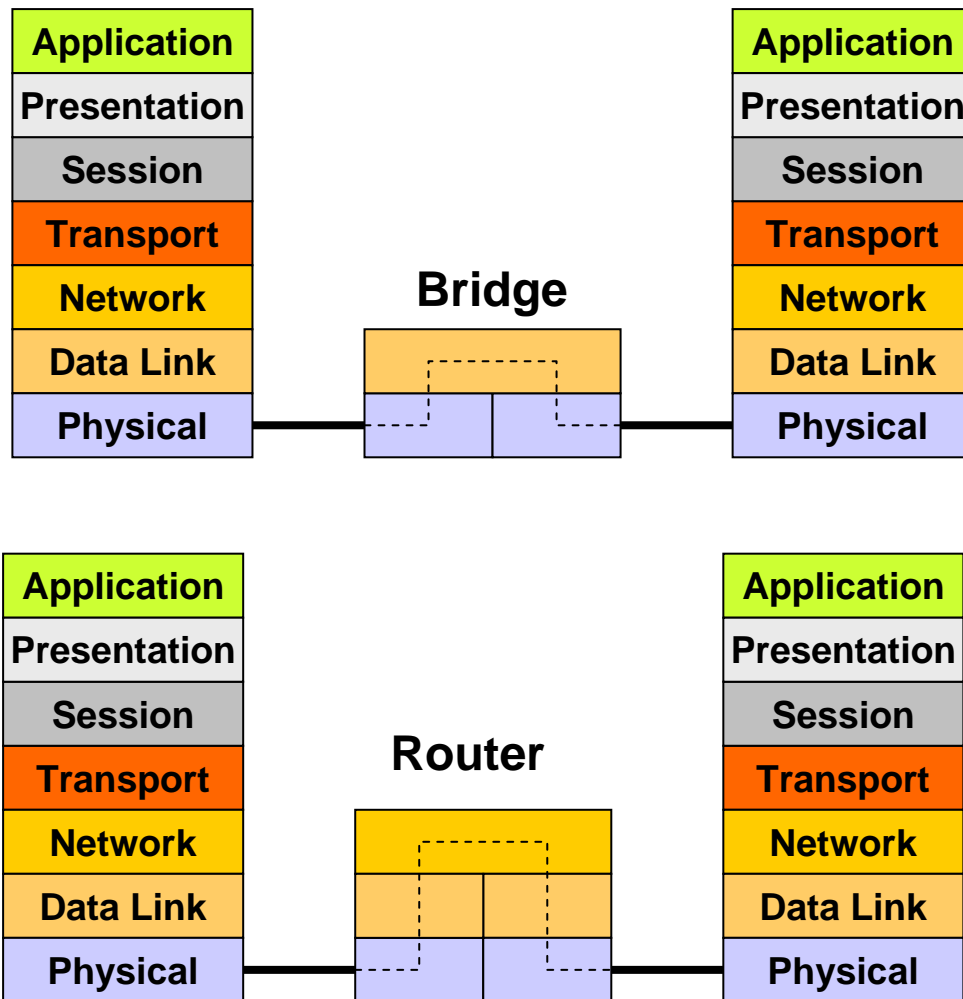 Application
Presentation
Session
Transport
Network
Data Link
Physical
Bridge
Application
Presentation
Session
Transport
Network
Data Link
Physical
Application
Presentation
Session
Transport
Network
Data Link
Physical
Router
Application
Presentation
Session
Transport
Network
Data Link
Physical